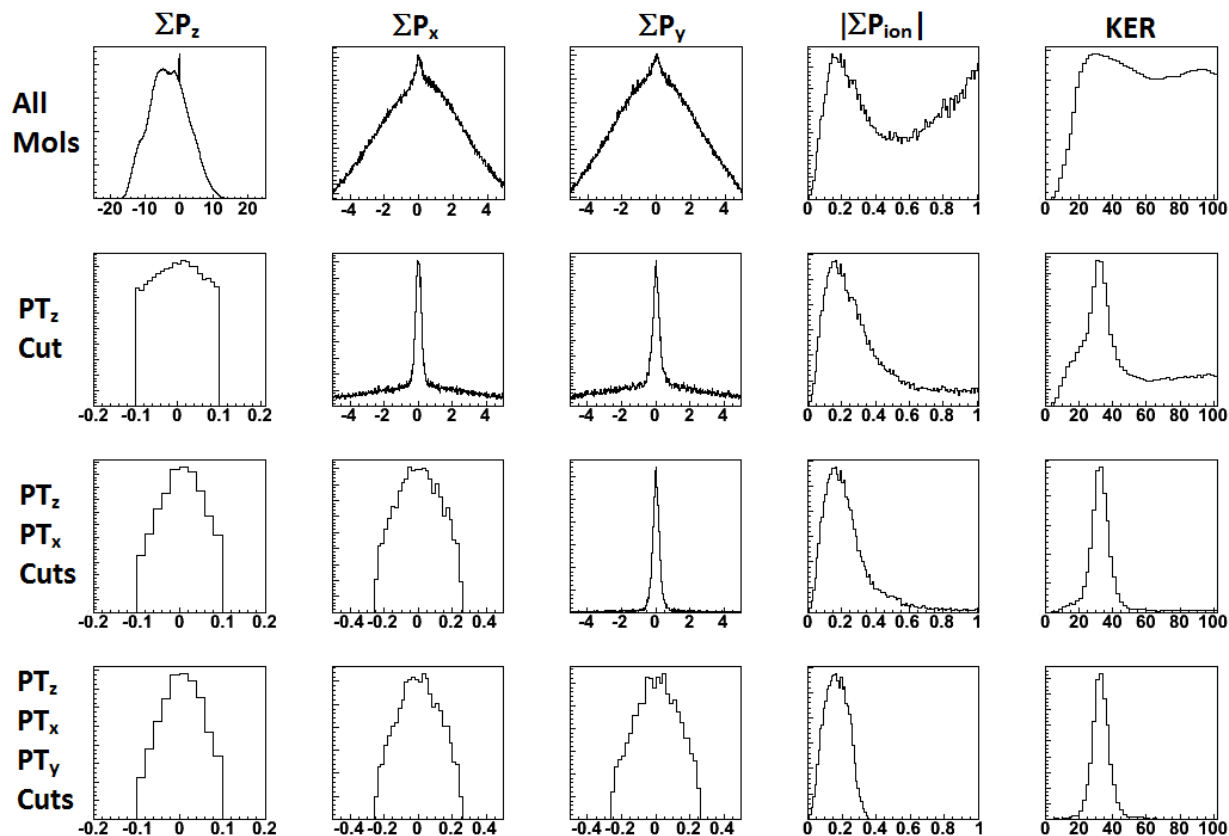 ΣPz ΣPx ΣPy |ΣPion| KER
All
Mols
-20 -10 0 10 20
-4 -2 0 2 4
-4 -2 0 2 4
0 0.2 0.4 0.6 0.8 1
0 20 40 60 80 100
PTz
Cut
-0.2 -0.1 0 0.1 0.2
-4 -2 0 2 4
-4 -2 0 2 4
0 0.2 0.4 0.6 0.8 1
0 20 40 60 80 100
PTz
PTx
Cuts
-0.2 -0.1 0 0.1 0.2
-0.4 -0.2 0 0.2 0.4
-4 -2 0 2 4
0 0.2 0.4 0.6 0.8 1
0 20 40 60 80 100
PTz
PTx
PTy
Cuts
-0.2 -0.1 0 0.1 0.2
-0.4 -0.2 0 0.2 0.4
-0.4 -0.2 0 0.2 0.4
0 0.2 0.4 0.6 0.8 1
0 20 40 60 80 100